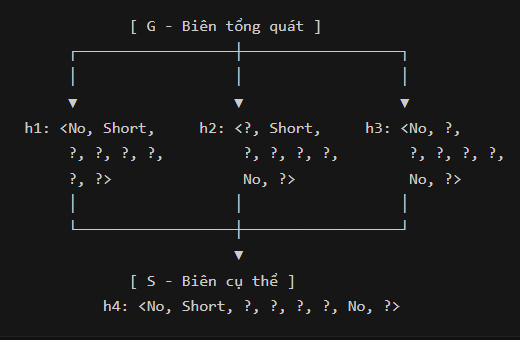 [ G - Biên tổng quát ]
h1: <No, Short, h2: <?, Short, h3: <No, ?,
?, ?, ?, ?, ?, ?, ?, ?, ?, ?, ?, ?,
?, ?> No, ?> No, ?>
[ S - Biên cụ thể ]
h4: <No, Short, ?, ?, ?, ?, No, ?>